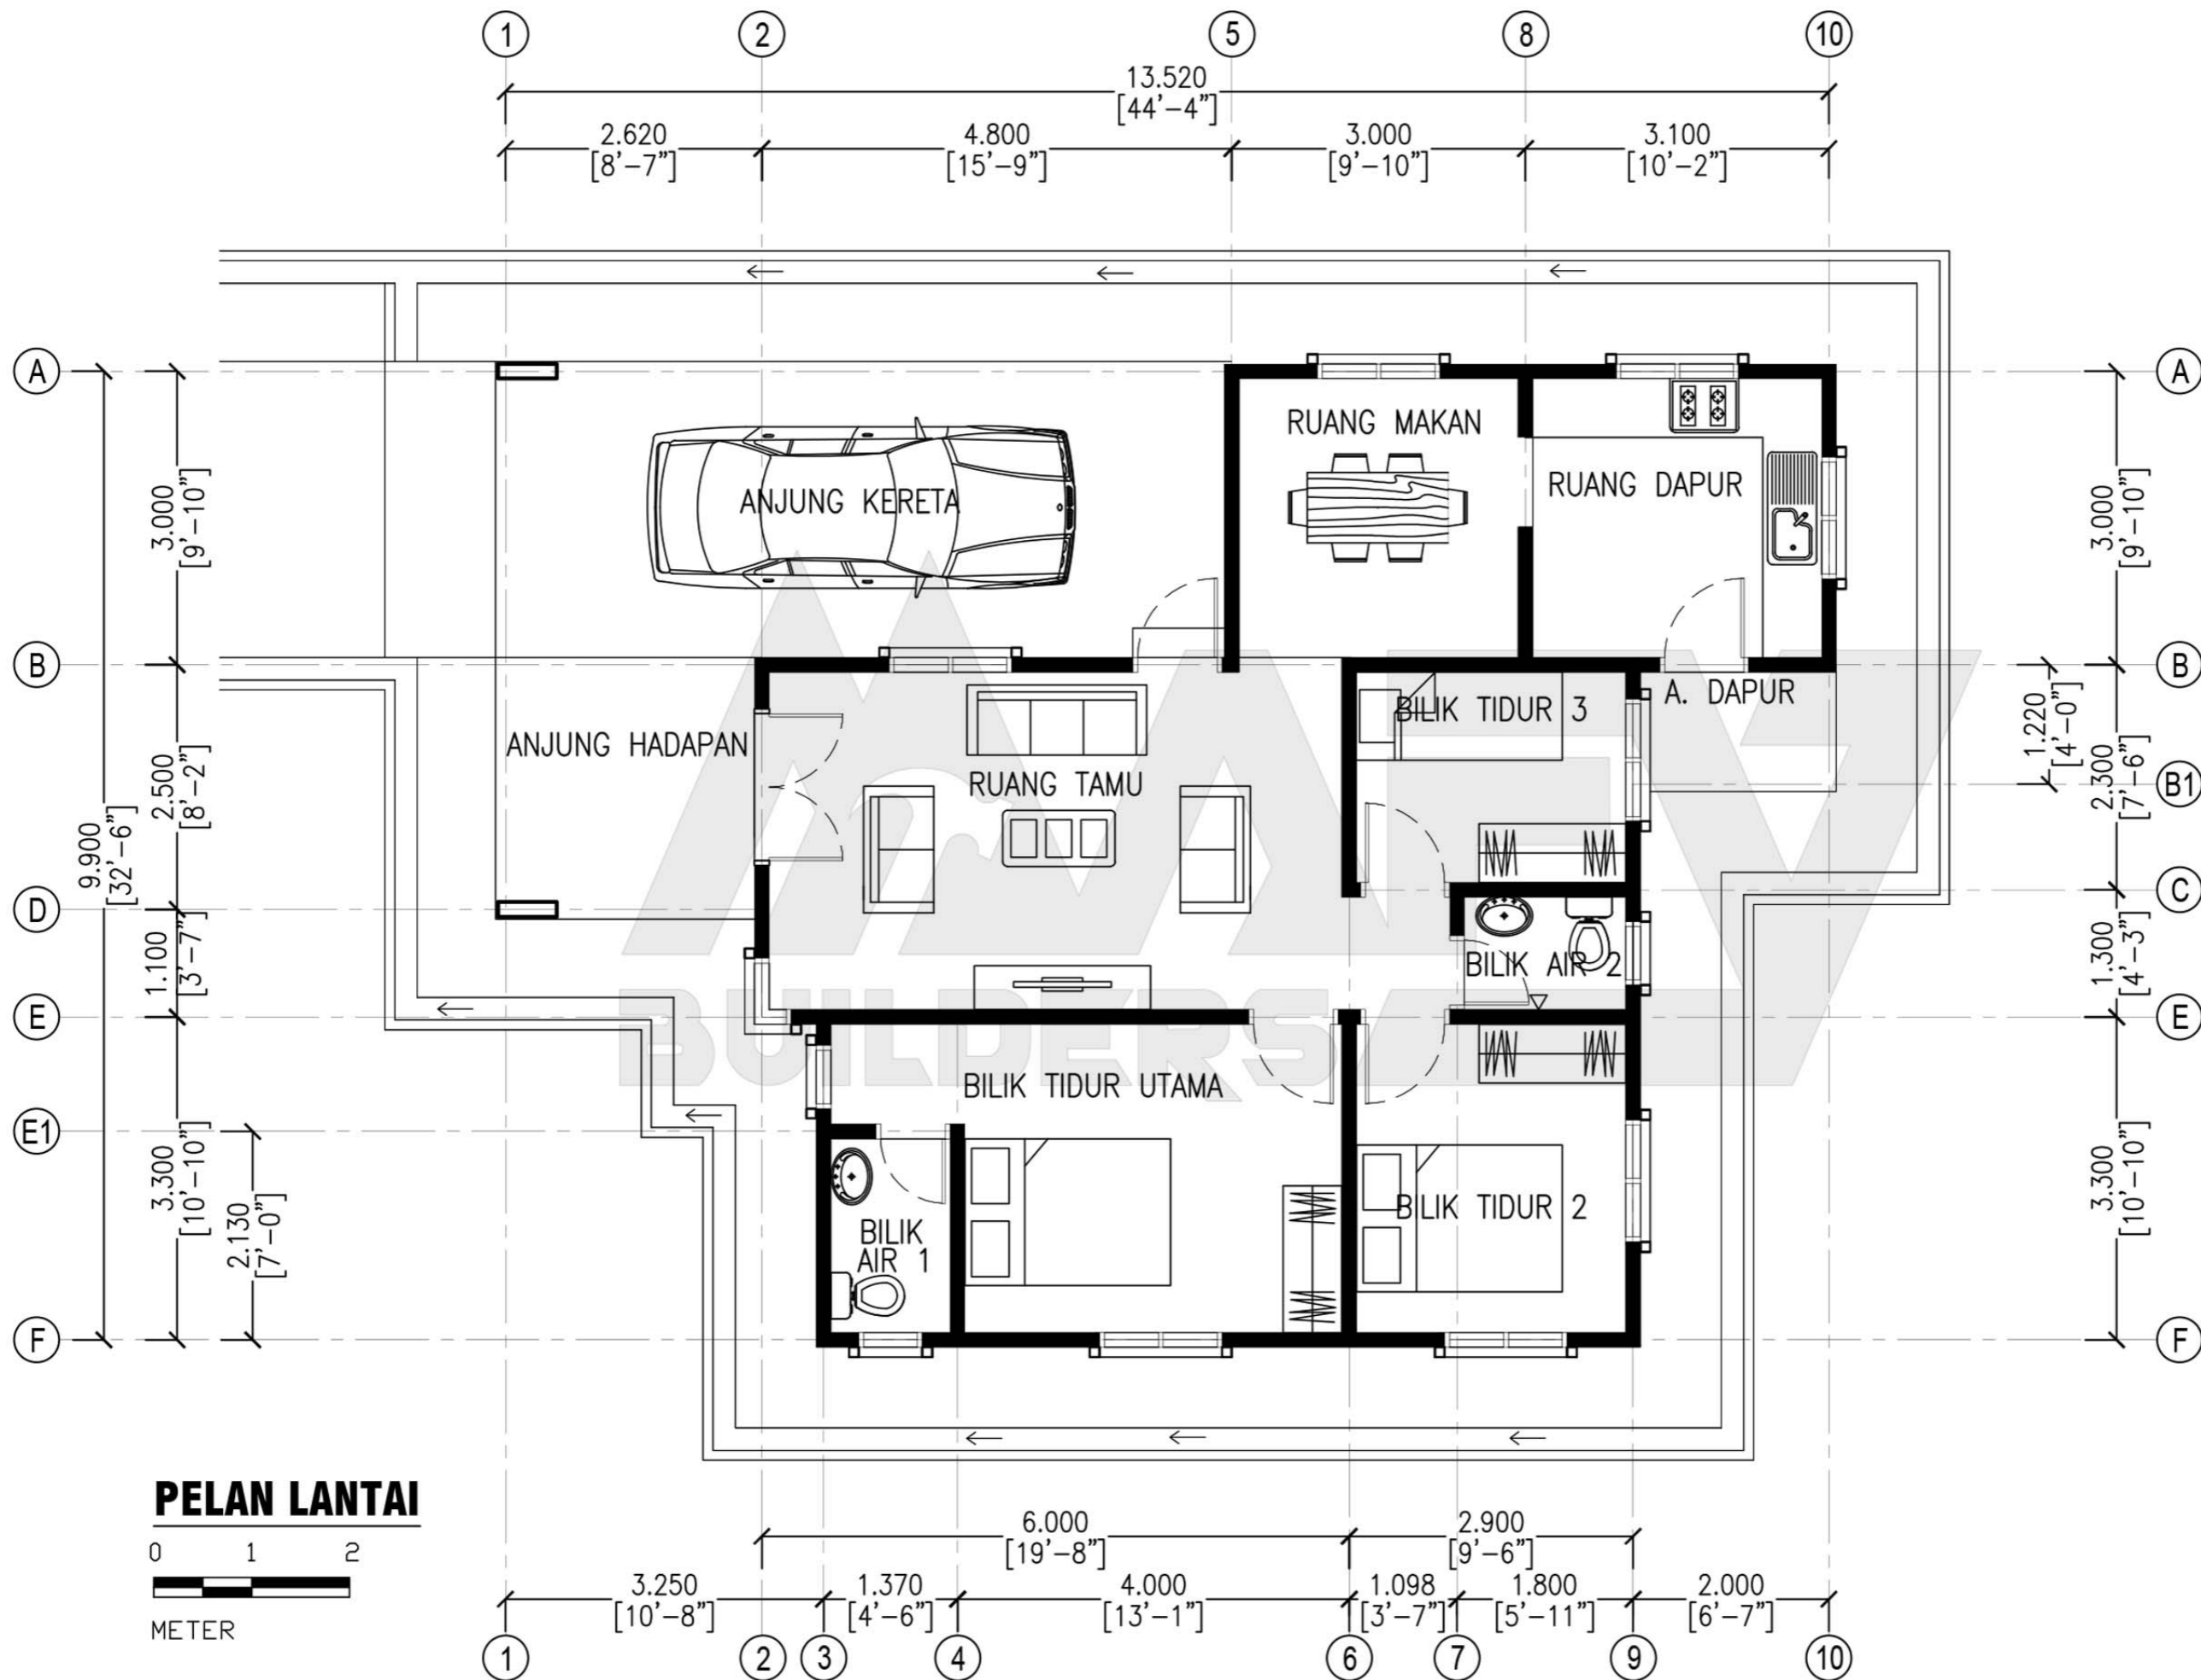 1 2 5 8 10
13.520
[44'-4"]
2.620 4.800 3.000 3.100
[8'-7"] [15'-9"] [9'-10"] [10'-2"]
A A
3.000
[9'-10"]
RUANG MAKAN
ANJUNG KERETA
RUANG DAPUR
3.000
[9'-10"]
B B
A. DAPUR
BILIK TIDUR 3
ANJUNG HADAPAN
RUANG TAMU
1.220
[4'-0"]
B1
2.500
[8'-2"]
2.300
[7'-6"]
9.900
[32'-6"]
D C
1.100
[3'-7"]
BILIK AIR 2
1.300
[4'-3"]
E E
BUILDERS
BILIK TIDUR UTAMA
E1
3.300
[10'-10"]
2.130
[7'-0"]
BILIK
AIR 1
BILIK TIDUR 2
3.300
[10'-10"]
F F
PELAN LANTAI
0 1 2
METER
6.000 2.900
[19'-8"] [9'-6"]
3.250 1.370 4.000 1.098 1.800 2.000
[10'-8"] [4'-6"] [13'-1"] [3'-7"] [5'-11"] [6'-7"]
1 2 3 4 6 7 9 10